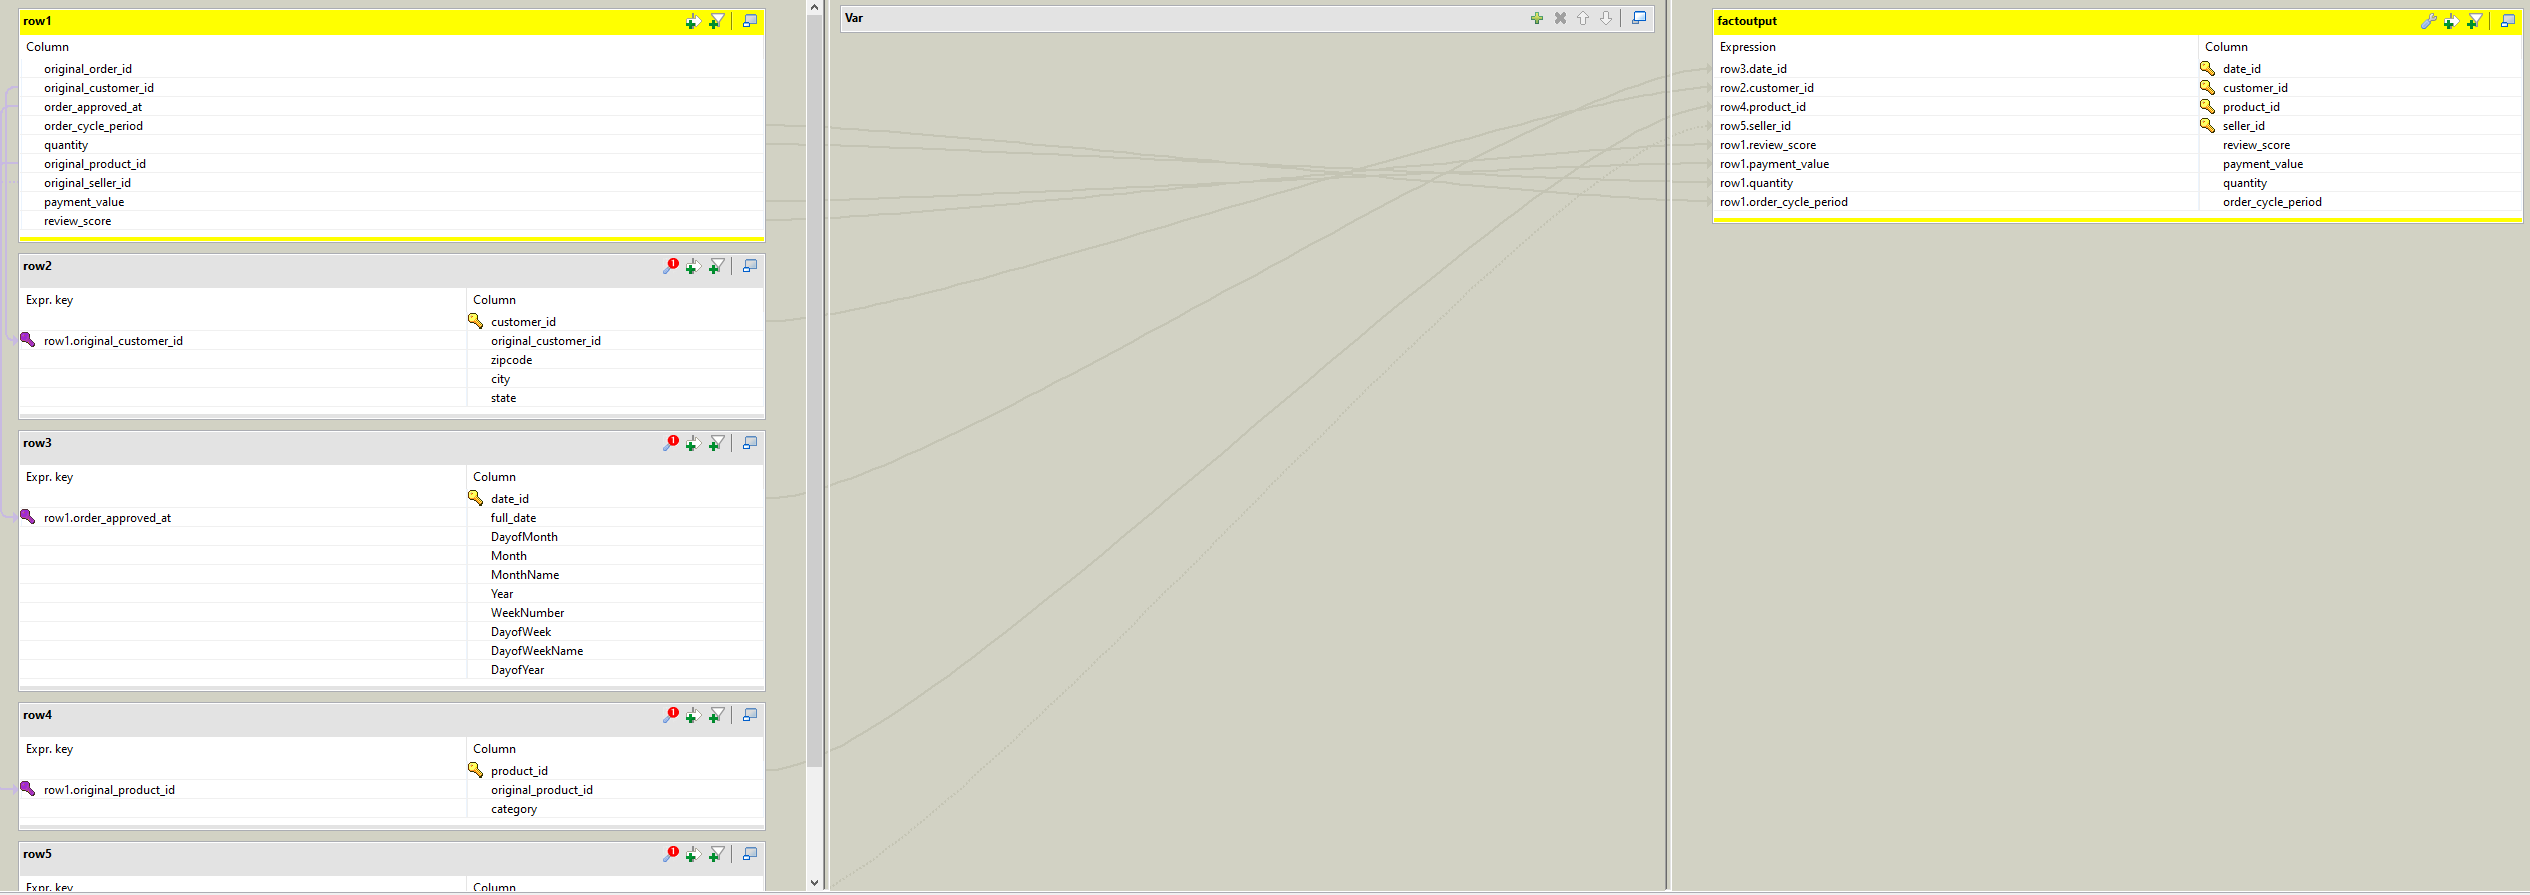 row1
Column
original_order_id
original_customer_id
order_approved_at
order_cycle_period
quantity
original_product_id
original_seller_id
payment_value
review_score
row2
1
Expr. key Column
customer_id
row1.original_customer_id original_customer_id
zipcode
city
state
row3
1
Expr. key Column
date_id
row1.order_approved_at full_date
DayofMonth
Month
MonthName
Year
WeekNumber
DayofWeek
DayofWeekName
DayofYear
row4
1
Expr. key Column
product_id
row1.original_product_id original_product_id
category
row5
1
Expr. key Column
Var
factoutput
Expression Column
row3.date_id date_id
row2.customer_id customer_id
row4.product_id product_id
row5.seller_id seller_id
row1.review_score review_score
row1.payment_value payment_value
row1.quantity quantity
row1.order_cycle_period order_cycle_period